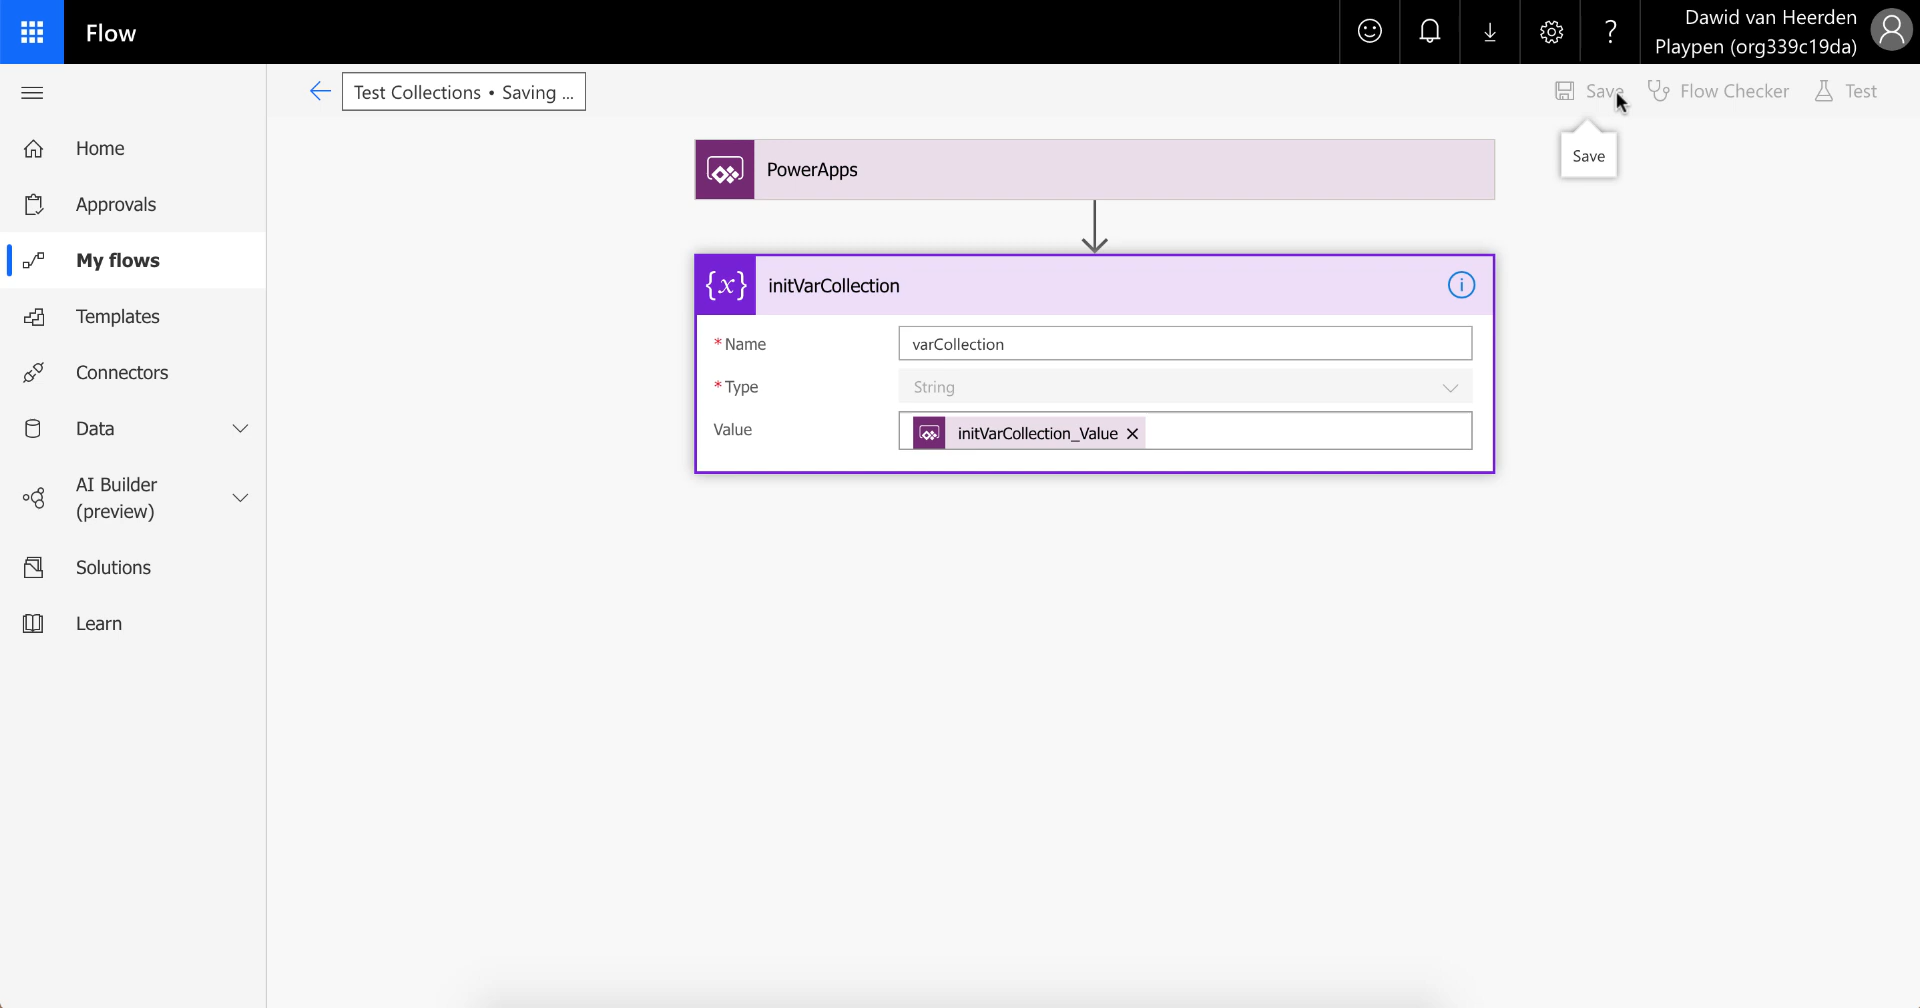 Flow
Dawid van Heerden
Playpen (org339c19da)
Test Collections • Saving ...
Save
Flow Checker
Test
Save
Home
Approvals
My flows
Templates
Connectors
Data
AI Builder
(preview)
Solutions
Learn
PowerApps
{x} initVarCollection
* Name
varCollection
* Type
String
Value
initVarCollection_Value